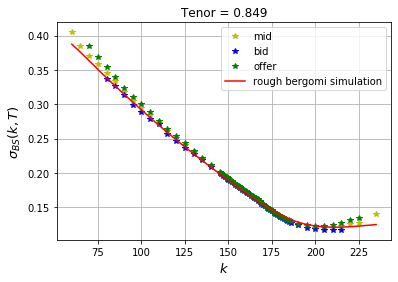 Tenor = 0.849
mid
bid
offer
rough bergomi simulation
0.40
0.35
0.30
0.25
0.20
0.15
σ_BS(k, T)
75
100
125
150
175
200
225
k